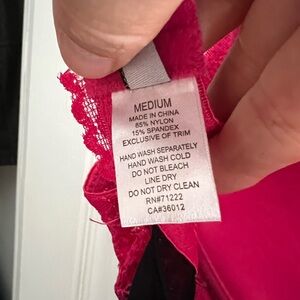 MEDIUM
MADE IN CHINA
85% NYLON
15% SPANDEX
EXCLUSIVE OF TRIM
HAND WASH SEPARATELY
HAND WASH COLD
DO NOT BLEACH
LINE DRY
DO NOT DRY CLEAN
RN#71222
CA#36012